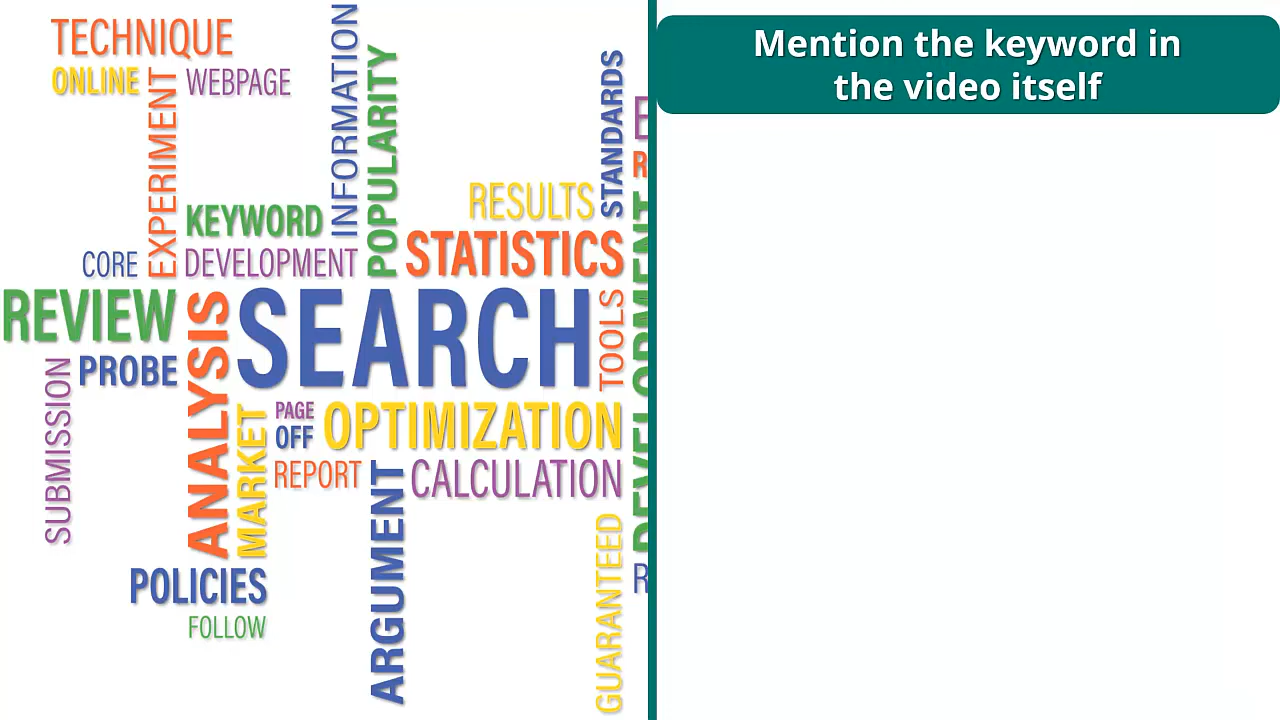 TECHNIQUE
ONLINE
WEBPAGE
EXPERIMENT
INFORMATION
POPULARITY
STANDARDS
KEYWORD
RESULTS
CORE
DEVELOPMENT
STATISTICS
REVIEW
ANALYSIS
SEARCH
TOOLS
PROBE
SUBMISSION
MARKET
PAGE
OFF
OPTIMIZATION
REPORT
ARGUMENT
CALCULATION
GUARANTEED
DEVELOPMENT
POLICIES
FOLLOW
Mention the keyword in
the video itself